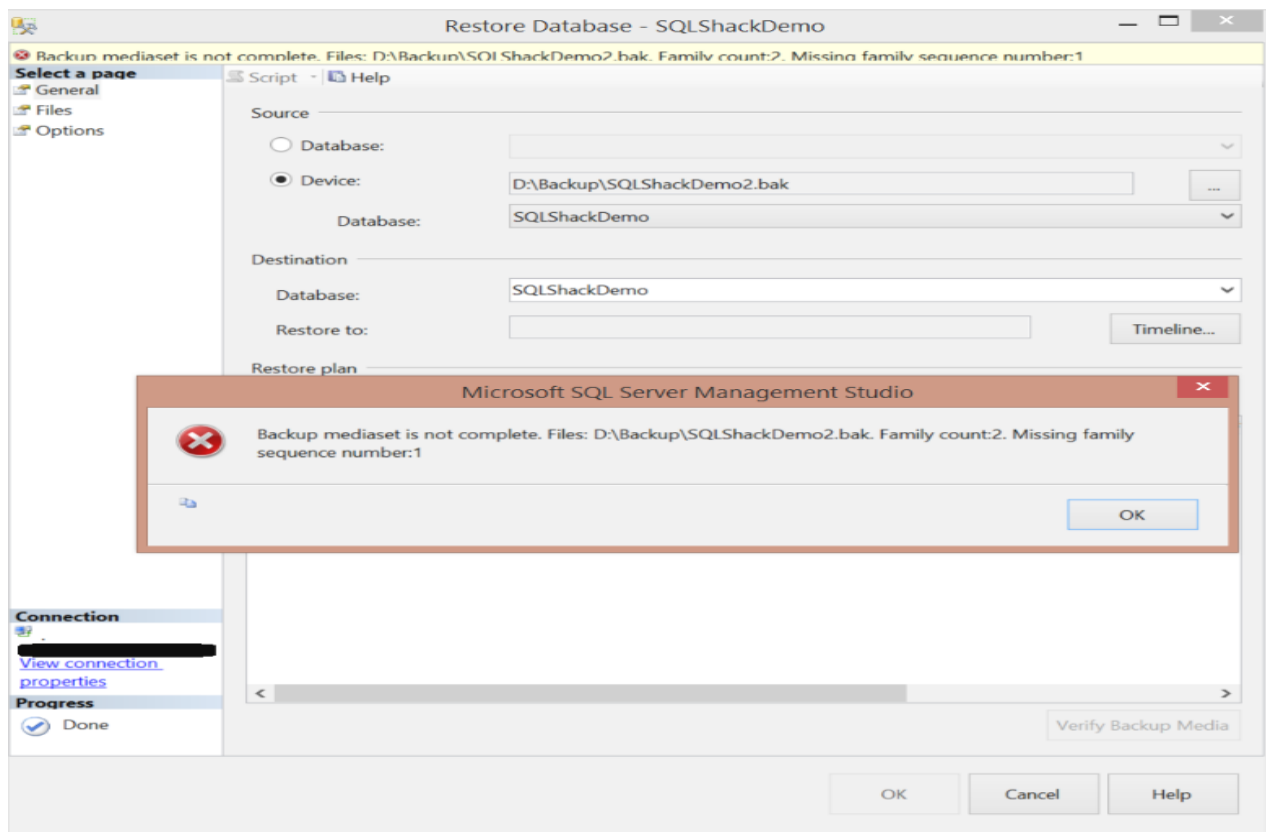 Restore Database - SQLShackDemo
Backup mediaset is not complete. Files: D:\Backup\SQLShackDemo2.bak. Family count:2. Missing family sequence number:1
Select a page
General
Files
Options
Script
Help
Source
Database:
Device:
D:\Backup\SQLShackDemo2.bak
...
Database:
SQLShackDemo
Destination
Database:
SQLShackDemo
Restore to:
Timeline...
Restore plan
Microsoft SQL Server Management Studio
Backup mediaset is not complete. Files: D:\Backup\SQLShackDemo2.bak. Family count:2. Missing family
sequence number:1
OK
Connection
.
View connection
properties
Progress
Done
Verify Backup Media
OK
Cancel
Help